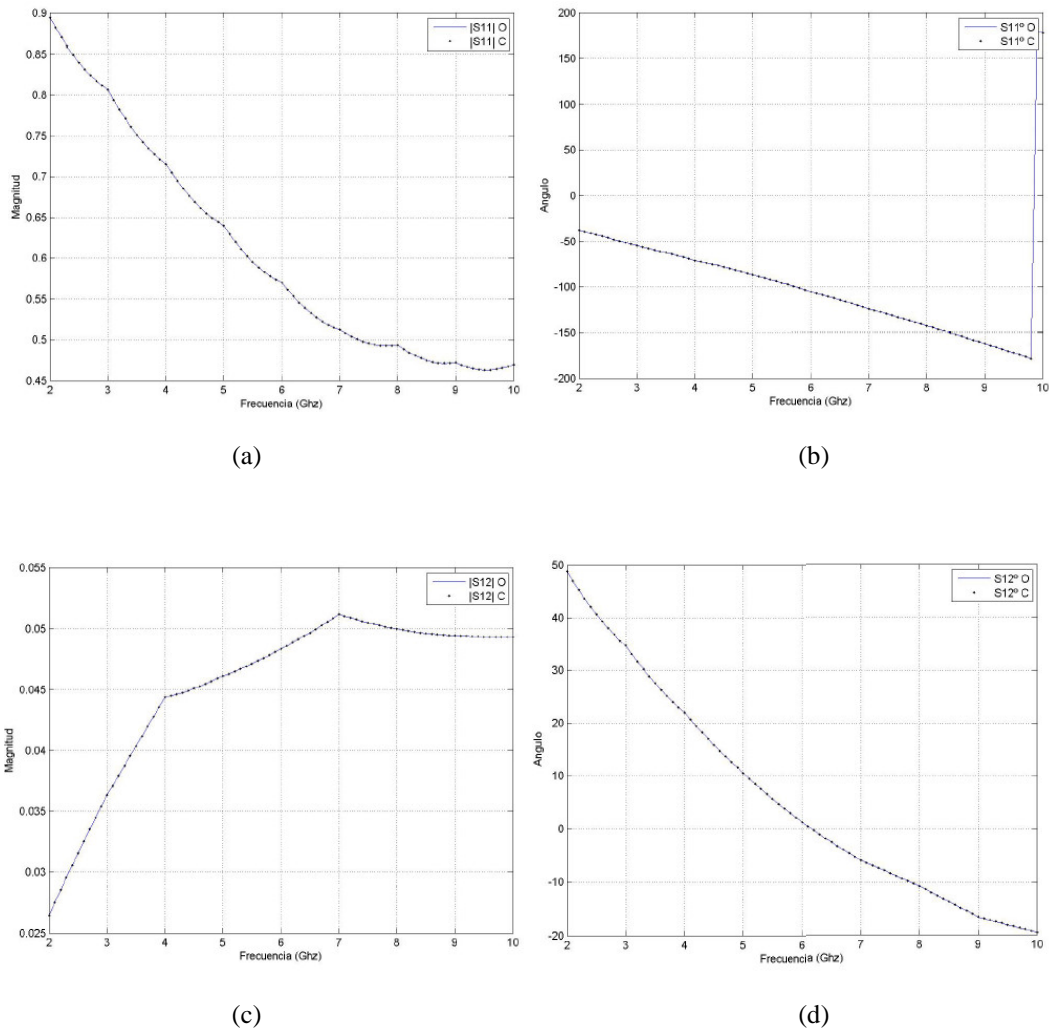 0.9
0.85
0.8
0.75
0.7
0.65
0.6
0.55
0.5
0.45
Magnitud
|S11| O
|S11| C
2 3 4 5 6 7 8 9 10
Frecuencia (Ghz)
(a)
200
150
100
50
0
-50
-100
-150
-200
Angulo
S11º O
S11º C
2 3 4 5 6 7 8 9 10
Frecuencia (Ghz)
(b)
0.055
0.05
0.045
0.04
0.035
0.03
0.025
Magnitud
|S12| O
|S12| C
2 3 4 5 6 7 8 9 10
Frecuencia (Ghz)
(c)
50
40
30
20
10
0
-10
-20
Angulo
S12º O
S12º C
2 3 4 5 6 7 8 9 10
Frecuencia (Ghz)
(d)